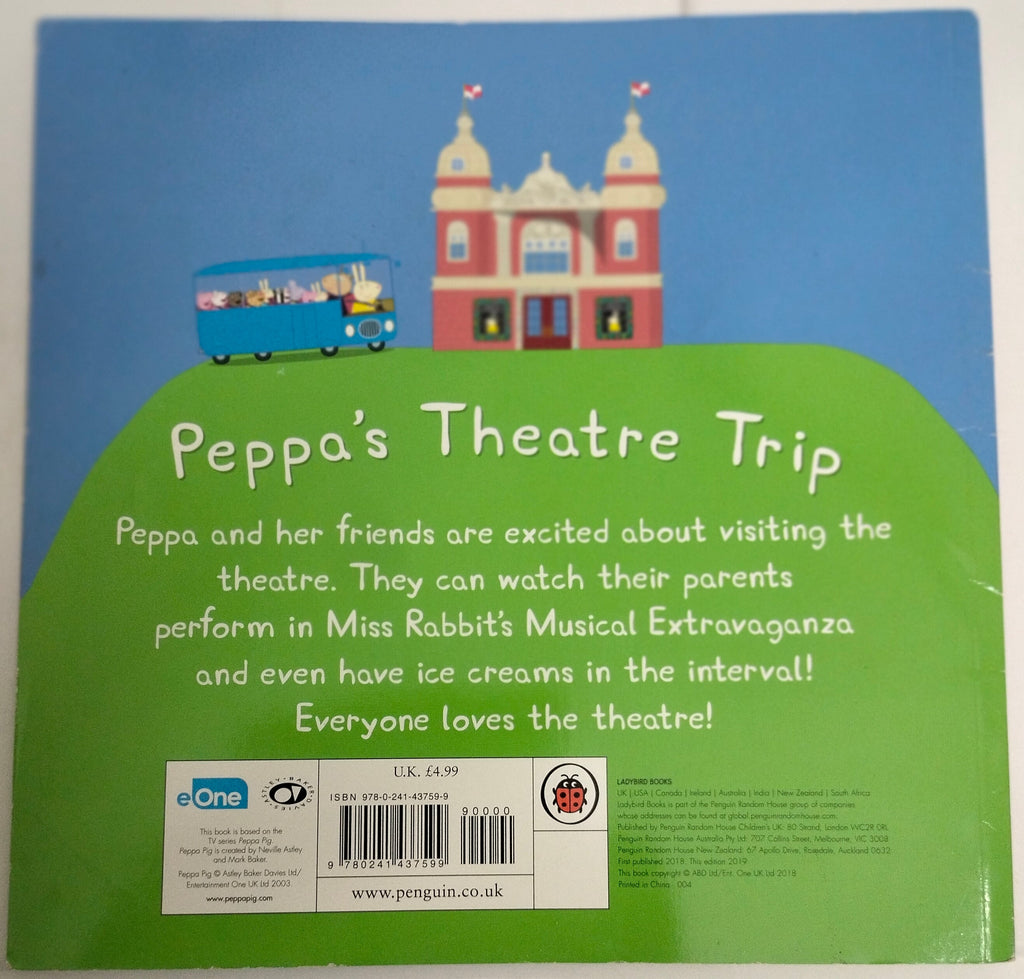 Peppa's Theatre Trip
Peppa and her friends are excited about visiting the
theatre. They can watch their parents
perform in Miss Rabbit's Musical Extravaganza
and even have ice creams in the interval!
Everyone loves the theatre!
eOne
ASTLEY · BAKER · DAVIES LTD
This book is based on the
TV series Peppa Pig.
Peppa Pig is created by Neville Astley
and Mark Baker.
Peppa Pig © Astley Baker Davies Ltd/
Entertainment One UK Ltd 2003.
www.peppapig.com
U.K. £4.99
ISBN 978-0-241-43759-9
90000
9 780241 437599
www.penguin.co.uk
LADYBIRD BOOKS
UK | USA | Canada | Ireland | Australia | India | New Zealand | South Africa
Ladybird Books is part of the Penguin Random House group of companies
whose addresses can be found at global.penguinrandomhouse.com.
Published by Penguin Random House Children's UK: 80 Strand, London WC2R 0RL
Penguin Random House Australia Pty Ltd: 707 Collins Street, Melbourne, VIC 3008
Penguin Random House New Zealand: 67 Apollo Drive, Rosedale, Auckland 0632
First published 2018. This edition 2019
This book copyright © ABD Ltd/Ent. One UK Ltd 2018
Printed in China 004